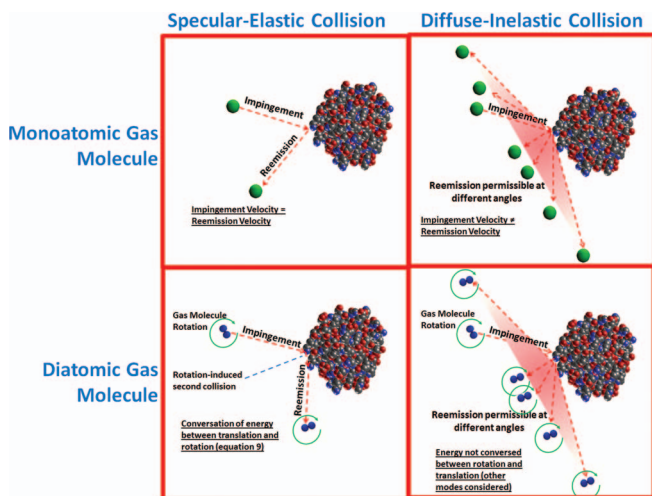 Specular-Elastic Collision
Diffuse-Inelastic Collision
Monoatomic Gas
Molecule
Impingement
Reemission
Impingement Velocity =
Reemission Velocity
Impingement
Reemission permissible at
different angles
Impingement Velocity ≠
Reemission Velocity
Diatomic Gas
Molecule
Gas Molecule
Rotation
Impingement
Rotation-induced
second collision
Reemission
Conversation of energy
between translation and
rotation (equation 9)
Gas Molecule
Rotation
Impingement
Reemission permissible at
different angles
Energy not conversed
between rotation and
translation (other
modes considered)